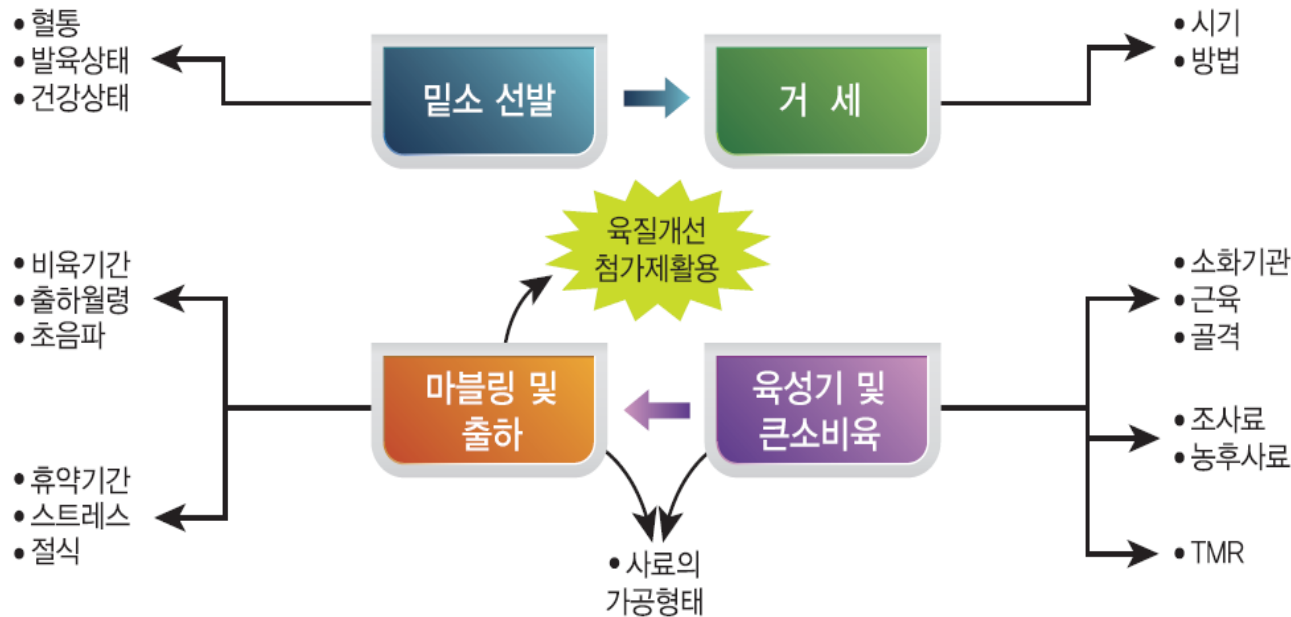 • 혈통
• 발육상태
• 건강상태
밑소 선발
거 세
• 시기
• 방법
육질개선
첨가제활용
• 비육기간
• 출하월령
• 초음파
• 휴약기간
• 스트레스
• 절식
마블링 및
출하
육성기 및
큰소비육
• 소화기관
• 근육
• 골격
• 조사료
• 농후사료
• TMR
• 사료의
가공형태